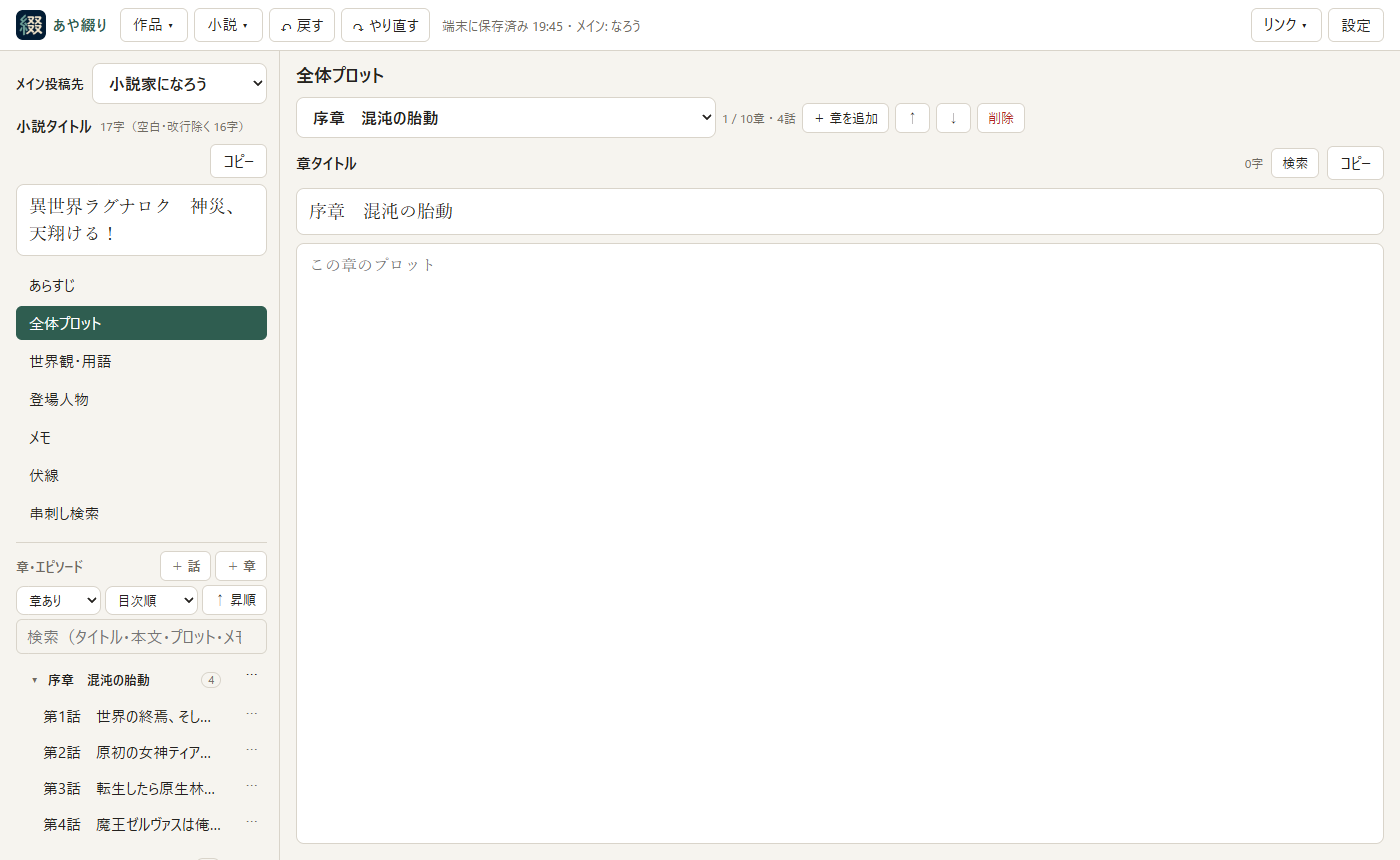 綴 あや綴り 作品 ▾ 小説 ▾ ↶ 戻す ↷ やり直す 端末に保存済み 19:45・メイン: なろう リンク ▾ 設定
メイン投稿先 小説家になろう
小説タイトル 17字（空白・改行除く16字）
コピー
異世界ラグナロク　神災、
天翔ける！
あらすじ
全体プロット
世界観・用語
登場人物
メモ
伏線
串刺し検索
章・エピソード ＋ 話 ＋ 章
章あり 目次順 ↑ 昇順
検索（タイトル・本文・プロット・メモ
▾ 序章　混沌の胎動 4 …
第1話　世界の終焉、そし... …
第2話　原初の女神ティア... …
第3話　転生したら原生林... …
第4話　魔王ゼルヴァスは俺... …
全体プロット
序章　混沌の胎動 1 / 10章・4話 ＋ 章を追加 ↑ ↓ 削除
章タイトル 0字 検索 コピー
序章　混沌の胎動
この章のプロット